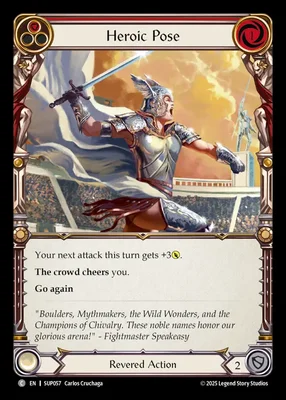 Heroic Pose
Your next attack this turn gets +3
The crowd cheers you.
Go again
"Boulders, Mythmakers, the Wild Wonders, and
the Champions of Chivalry. These noble names honor our
glorious arena!" - Fightmaster Speakeasy
Revered Action
2
C EN | SUP057 Carlos Cruchaga
© 2025 Legend Story Studios